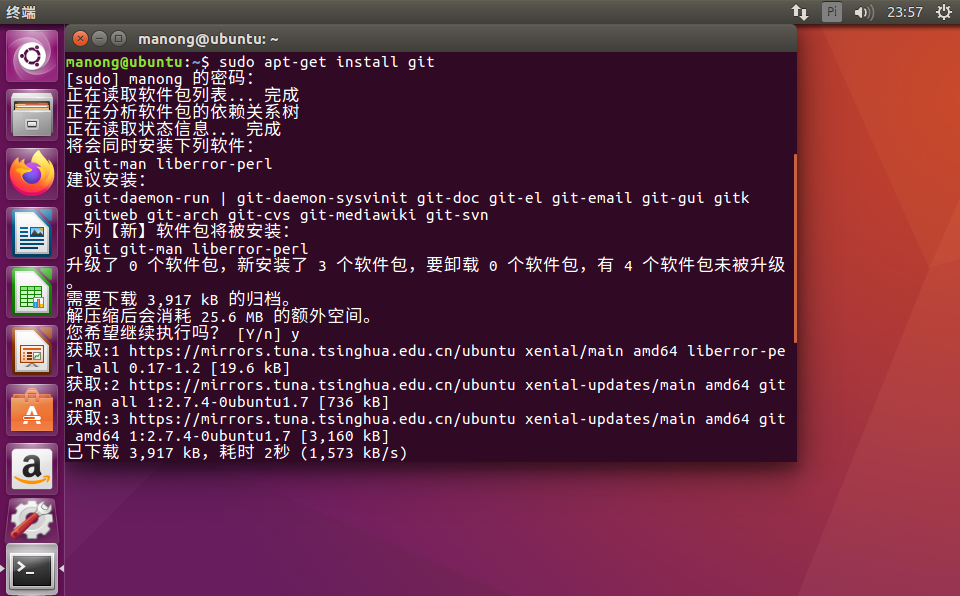 终端
Pi
23:57
manong@ubuntu: ~
manong@ubuntu:~$ sudo apt-get install git
[sudo] manong 的密码：
正在读取软件包列表... 完成
正在分析软件包的依赖关系树
正在读取状态信息... 完成
将会同时安装下列软件：
  git-man liberror-perl
建议安装：
  git-daemon-run | git-daemon-sysvinit git-doc git-el git-email git-gui gitk
  gitweb git-arch git-cvs git-mediawiki git-svn
下列【新】软件包将被安装：
  git git-man liberror-perl
升级了 0 个软件包，新安装了 3 个软件包，要卸载 0 个软件包，有 4 个软件包未被升级
。
需要下载 3,917 kB 的归档。
解压缩后会消耗 25.6 MB 的额外空间。
您希望继续执行吗？ [Y/n] y
获取:1 https://mirrors.tuna.tsinghua.edu.cn/ubuntu xenial/main amd64 liberror-pe
rl all 0.17-1.2 [19.6 kB]
获取:2 https://mirrors.tuna.tsinghua.edu.cn/ubuntu xenial-updates/main amd64 git
-man all 1:2.7.4-0ubuntu1.7 [736 kB]
获取:3 https://mirrors.tuna.tsinghua.edu.cn/ubuntu xenial-updates/main amd64 git
 amd64 1:2.7.4-0ubuntu1.7 [3,160 kB]
已下载 3,917 kB，耗时 2秒 (1,573 kB/s)